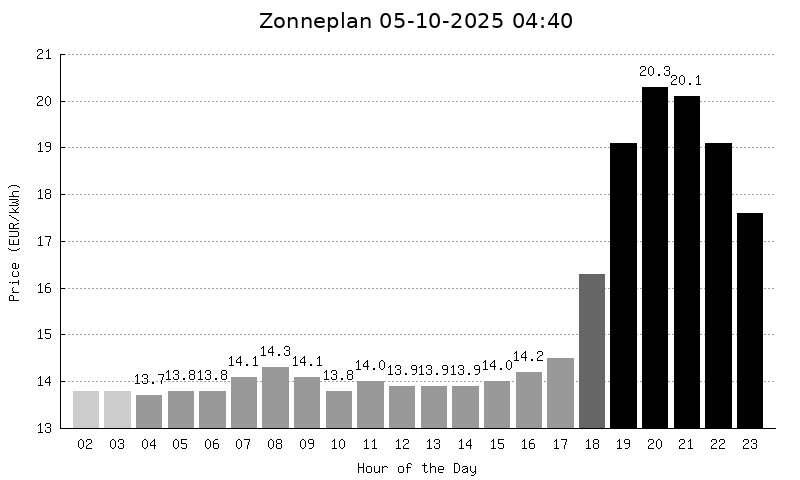 Zonneplan 05-10-2025 04:40
21
20
19
18
17
16
15
14
13
Price (EUR/kWh)
13.7 13.8 13.8 14.1 14.3 14.1 13.8 14.0 13.9 13.9 13.9 14.0 14.2 20.3 20.1
02 03 04 05 06 07 08 09 10 11 12 13 14 15 16 17 18 19 20 21 22 23
Hour of the Day